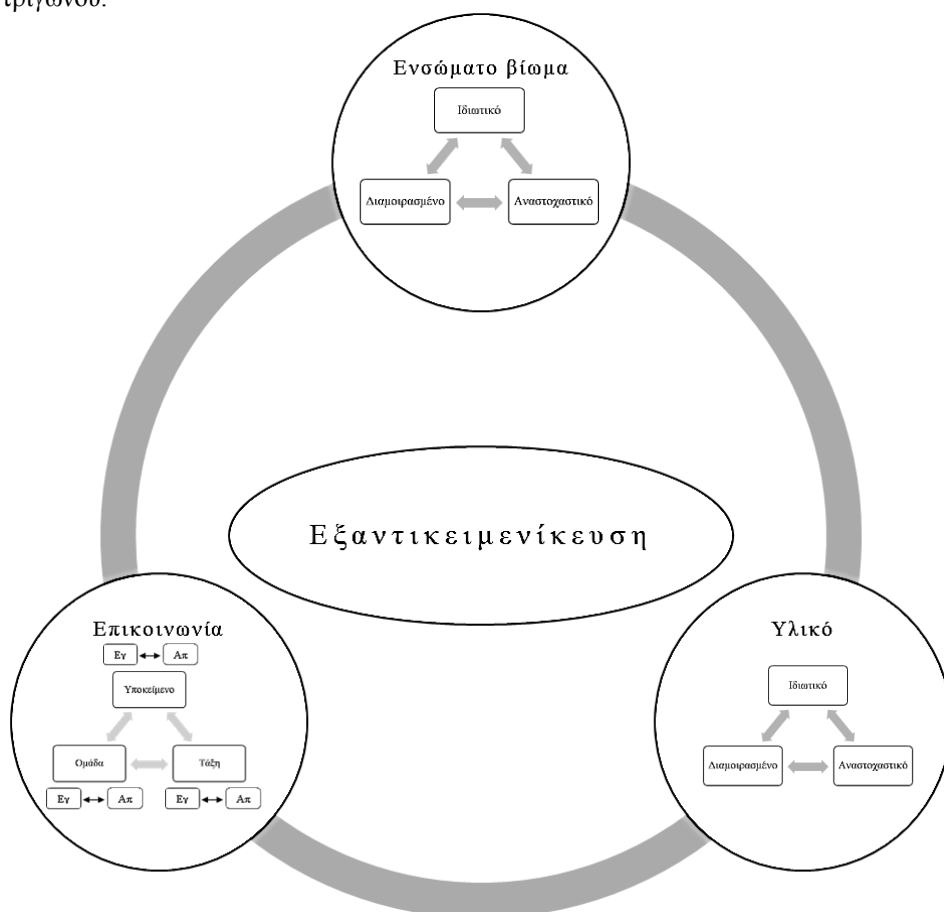 τριγώνου.
Ενσώματο βίωμα
Ιδιωτικό
Διαμοιρασμένο
Αναστοχαστικό
Εξαντικειμενίκευση
Επικοινωνία
Εγ
Απ
Υποκείμενο
Ομάδα
Τάξη
Εγ
Απ
Εγ
Απ
Υλικό
Ιδιωτικό
Διαμοιρασμένο
Αναστοχαστικό